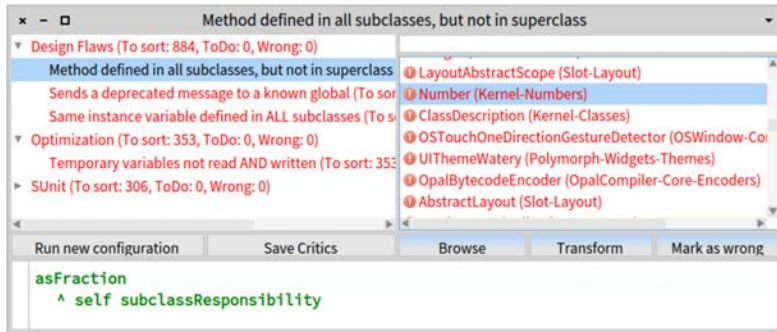 Method defined in all subclasses, but not in superclass
Design Flaws (To sort: 884, ToDo: 0, Wrong: 0)
Method defined in all subclasses, but not in superclass
Sends a deprecated message to a known global (To sor
Same instance variable defined in ALL subclasses (To s
Optimization (To sort: 353, ToDo: 0, Wrong: 0)
Temporary variables not read AND written (To sort: 353
SUnit (To sort: 306, ToDo: 0, Wrong: 0)
LayoutAbstractScope (Slot-Layout)
Number (Kernel-Numbers)
ClassDescription (Kernel-Classes)
OSTouchOneDirectionGestureDetector (OSWindow-Co
UIThemeWatery (Polymorph-Widgets-Themes)
OpalBytecodeEncoder (OpalCompiler-Core-Encoders)
AbstractLayout (Slot-Layout)
Run new configuration
Save Critics
Browse
Transform
Mark as wrong
asFraction
^ self subclassResponsibility